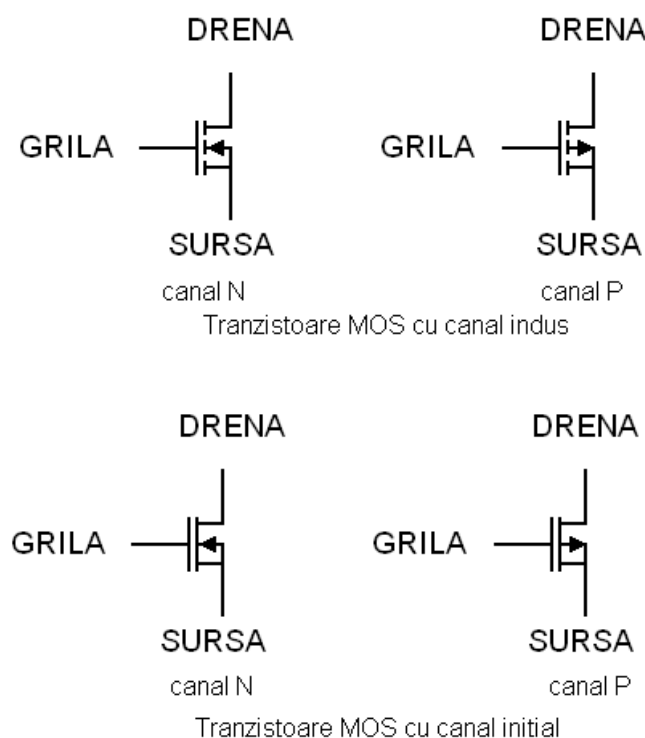 DRENA DRENA
GRILA GRILA
SURSA SURSA
canal N canal P
Tranzistoare MOS cu canal indus
DRENA DRENA
GRILA GRILA
SURSA SURSA
canal N canal P
Tranzistoare MOS cu canal initial